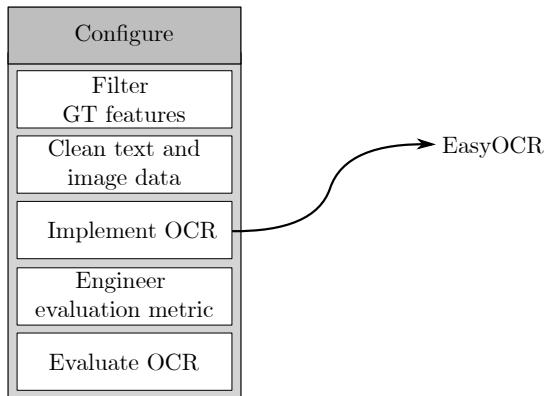 Configure
Filter
GT features
Clean text and
image data
Implement OCR
EasyOCR
Engineer
evaluation metric
Evaluate OCR